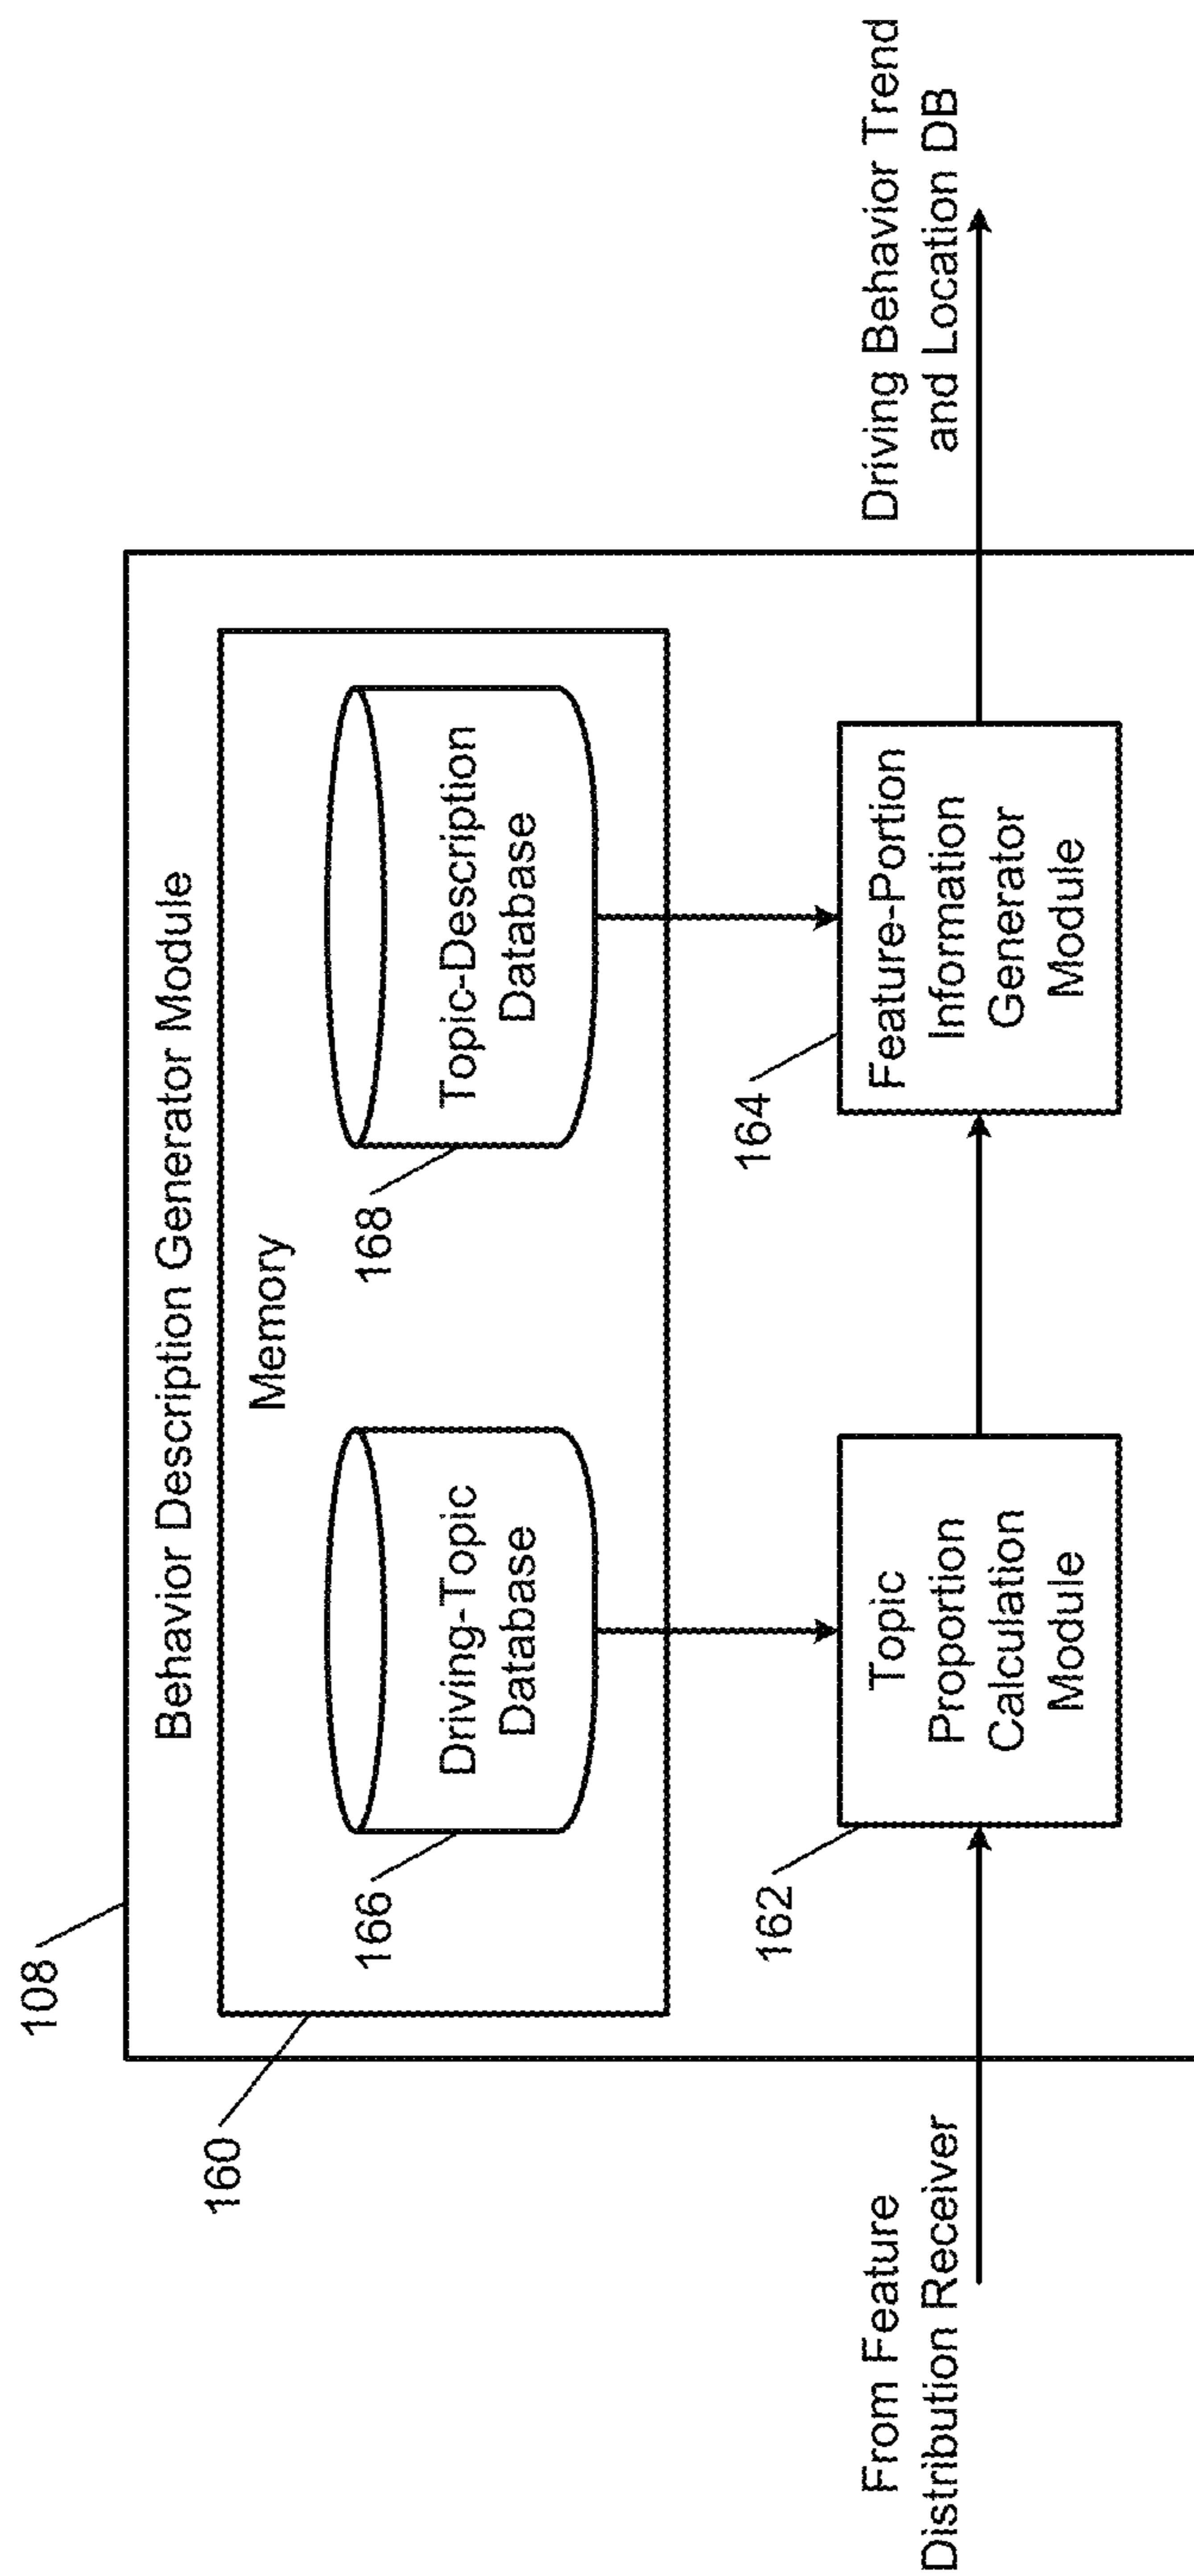 108
Behavior Description Generator Module
160
Memory
166
Driving-Topic
Database
168
Topic-Description
Database
From Feature
Distribution Receiver
162
Topic
Proportion
Calculation
Module
164
Feature-Portion
Information
Generator
Module
Driving Behavior Trend
and Location DB